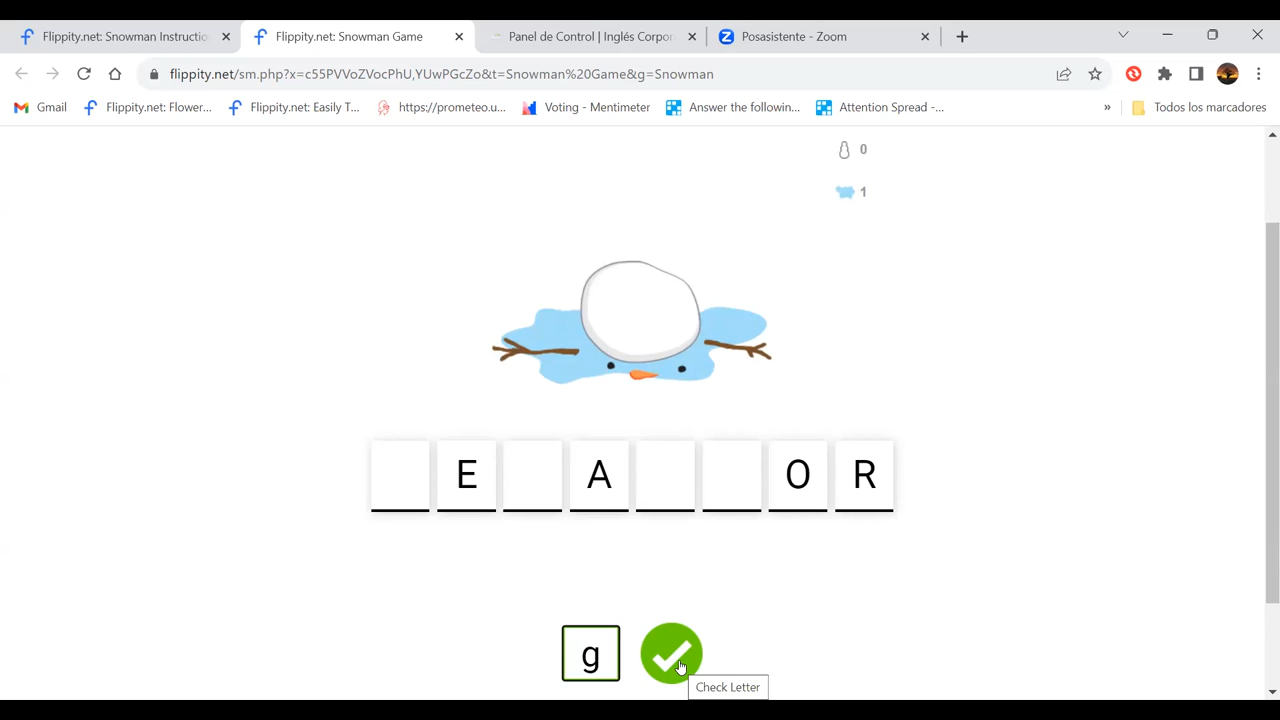 Flippity.net: Snowman Instructio
Flippity.net: Snowman Game
Panel de Control | Inglés Corpor
Posasistente - Zoom
flippity.net/sm.php?x=c55PVVoZVocPhU,YUwPGcZo&t=Snowman%20Game&g=Snowman
Gmail
Flippity.net: Flower...
Flippity.net: Easily T...
https://prometeo.u...
Voting - Mentimeter
Answer the followin...
Attention Spread -...
»
Todos los marcadores
0
1
E A O R
g
Check Letter